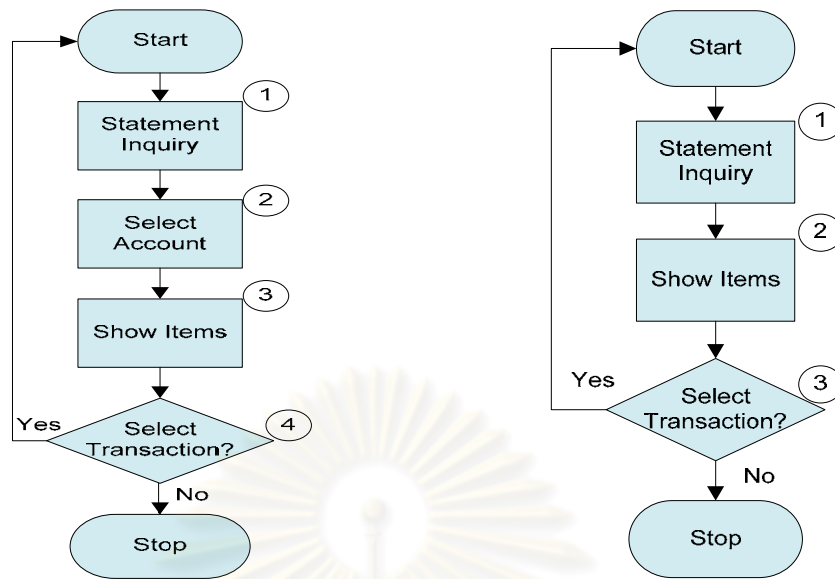 Start
1
Statement
Inquiry
2
Select
Account
3
Show Items
Yes
Select
Transaction?
4
No
Stop
Start
1
Statement
Inquiry
2
Show Items
Yes
Select
Transaction?
3
No
Stop